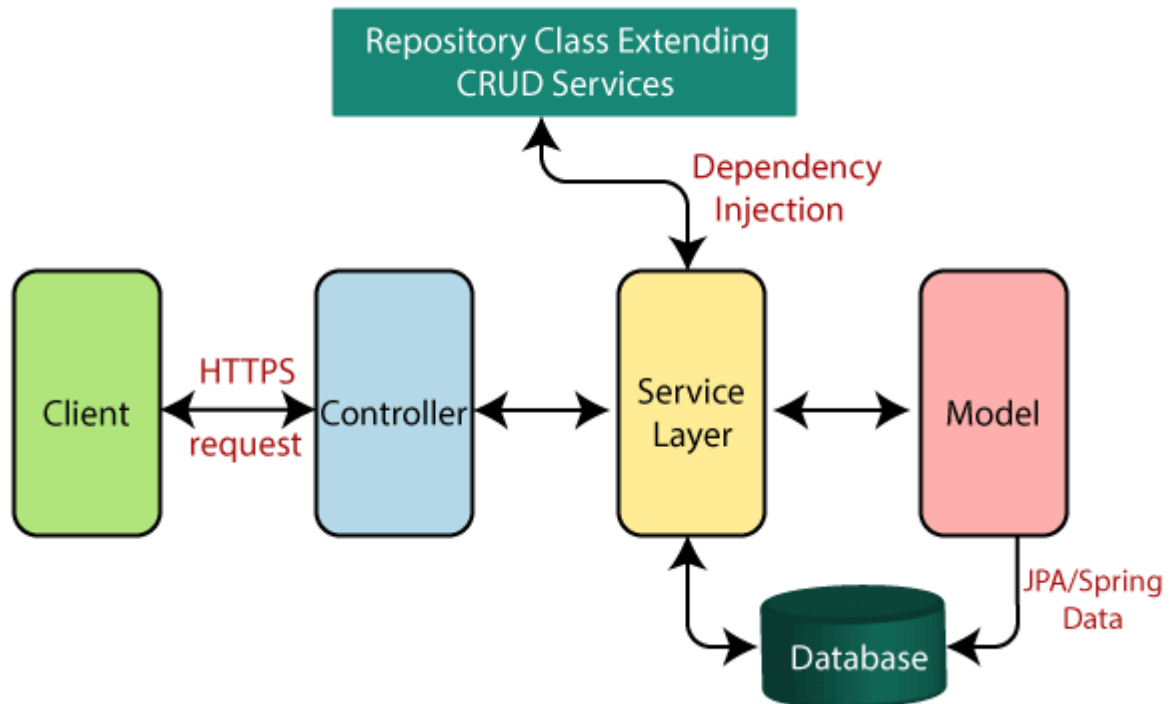 Repository Class Extending
CRUD Services
Dependency
Injection
Client
HTTPS
request
Controller
Service
Layer
Model
JPA/Spring
Data
Database